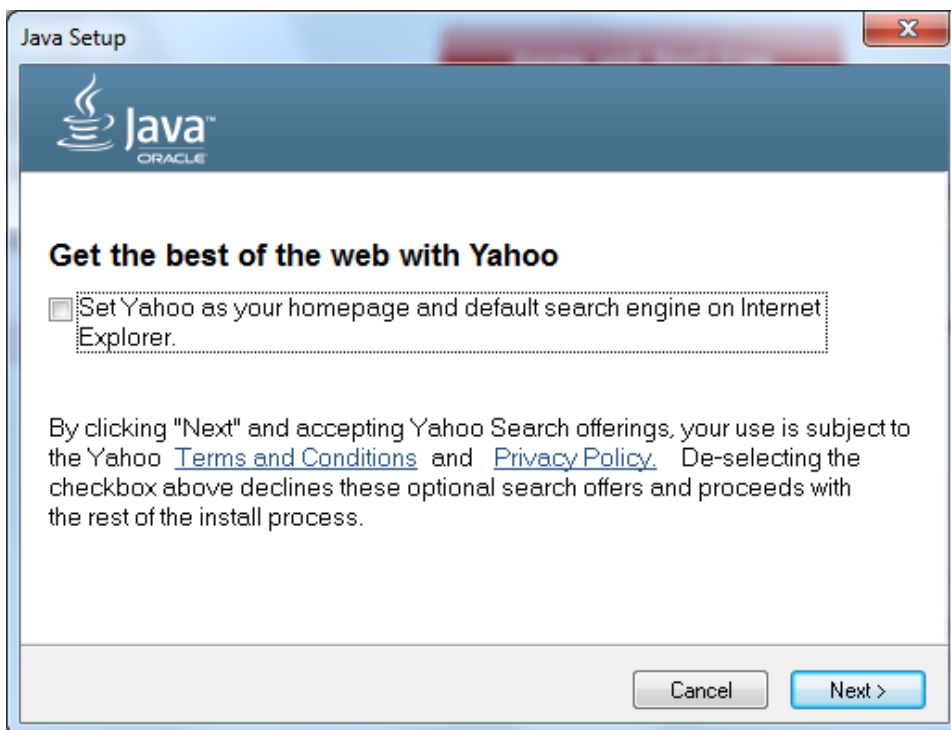 Java Setup
Java™
ORACLE
Get the best of the web with Yahoo
Set Yahoo as your homepage and default search engine on Internet
Explorer.
By clicking "Next" and accepting Yahoo Search offerings, your use is subject to
the Yahoo Terms and Conditions and Privacy Policy. De-selecting the
checkbox above declines these optional search offers and proceeds with
the rest of the install process.
Cancel
Next >